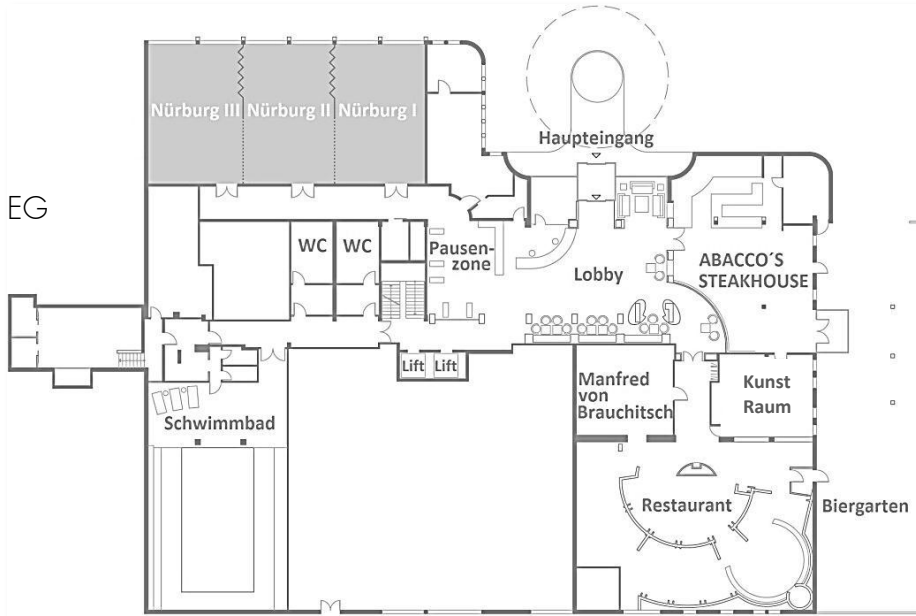 Nürburg III
Nürburg II
Nürburg I
Haupteingang
EG
WC
WC
Pausen-
zone
Lobby
ABACCO´S
STEAKHOUSE
Lift
Lift
Manfred
von
Brauchitsch
Kunst
Raum
Schwimmbad
Restaurant
Biergarten